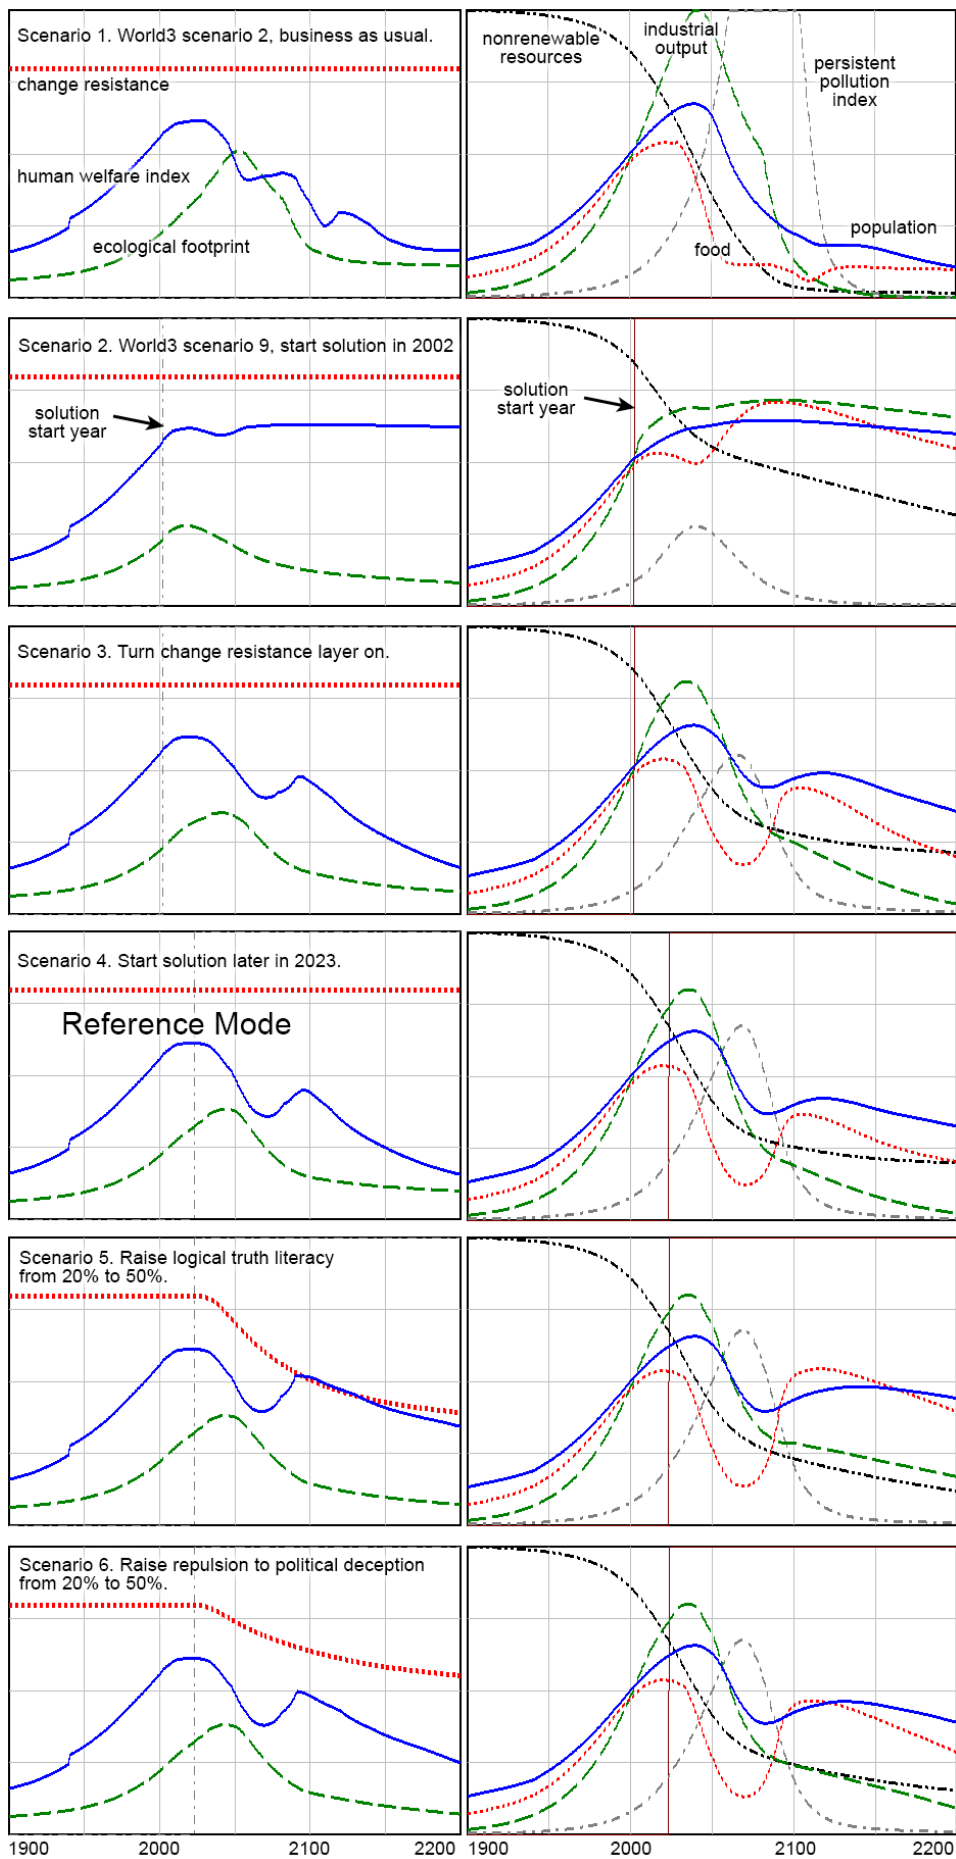 Scenario 1. World3 scenario 2, business as usual.
change resistance
human welfare index
ecological footprint
nonrenewable
resources
industrial
output
persistent
pollution
index
population
food
Scenario 2. World3 scenario 9, start solution in 2002
solution
start year
solution
start year
Scenario 3. Turn change resistance layer on.
Scenario 4. Start solution later in 2023.
Reference Mode
Scenario 5. Raise logical truth literacy
from 20% to 50%.
Scenario 6. Raise repulsion to political deception
from 20% to 50%.
1900 2000 2100 2200 2000 2100 2200